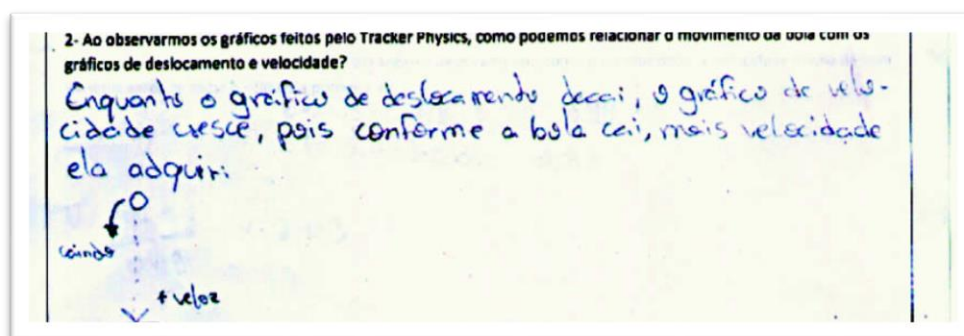 2- Ao observarmos os gráficos feitos pelo Tracker Physics, como podemos relacionar o movimento da bola com os
gráficos de deslocamento e velocidade?
Enquanto o gráfico de deslocamento decai, o gráfico de velo-
cidade cresce, pois conforme a bola cai, mais velocidade
ela adquiri
caindo
+ veloz